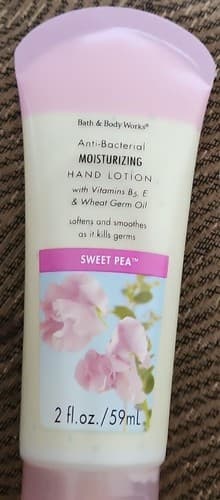 Bath & Body Works®
Anti-Bacterial
MOISTURIZING
HAND LOTION
with Vitamins B5, E
& Wheat Germ Oil
softens and smoothes
as it kills germs
SWEET PEA™
2 fl.oz./59mL